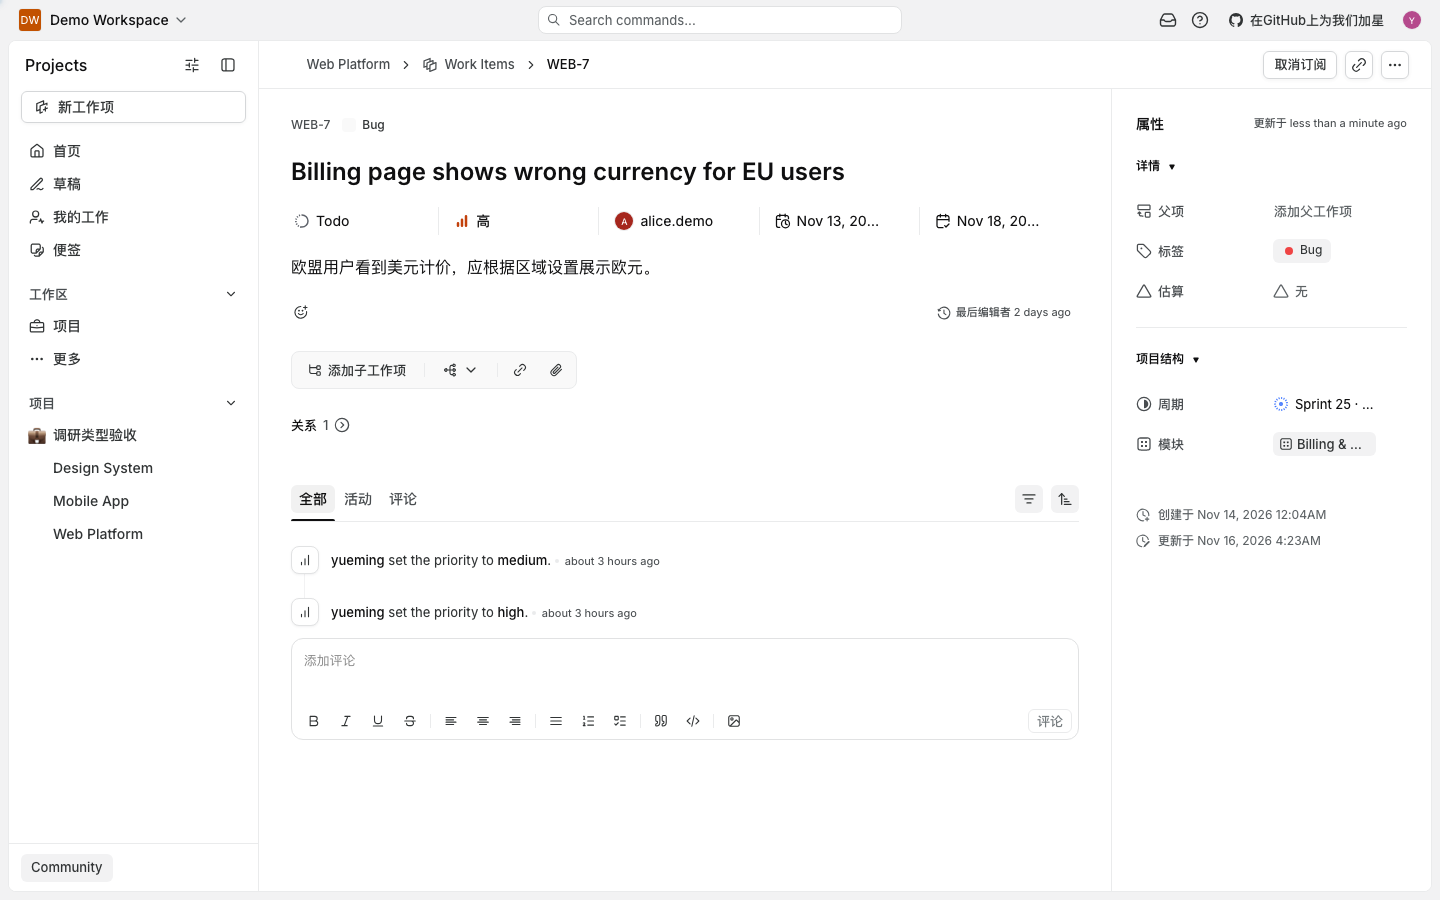 DW Demo Workspace
Search commands...
在GitHub上为我们加星
Y
Projects
新工作项
首页
草稿
我的工作
便签
工作区
项目
更多
项目
调研类型验收
Design System
Mobile App
Web Platform
Community
Web Platform > Work Items > WEB-7
取消订阅
WEB-7 Bug
Billing page shows wrong currency for EU users
Todo
高
A alice.demo
Nov 13, 20...
Nov 18, 20...
欧盟用户看到美元计价，应根据区域设置展示欧元。
最后编辑者 2 days ago
添加子工作项
关系 1
全部 活动 评论
yueming set the priority to medium. about 3 hours ago
yueming set the priority to high. about 3 hours ago
添加评论
评论
属性 更新于 less than a minute ago
详情
父项 添加父工作项
标签 Bug
估算 无
项目结构
周期 Sprint 25 · ...
模块 Billing & ...
创建于 Nov 14, 2026 12:04AM
更新于 Nov 16, 2026 4:23AM